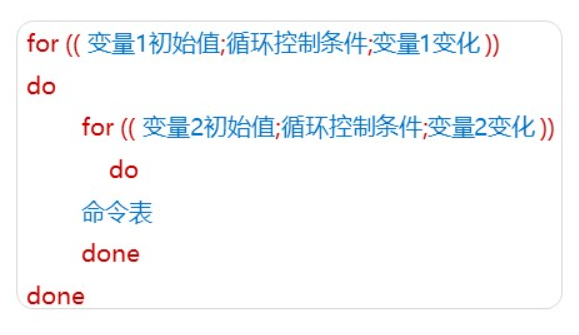 for (( 变量1初始值;循环控制条件;变量1变化 ))
do
for (( 变量2初始值;循环控制条件;变量2变化 ))
do
命令表
done
done